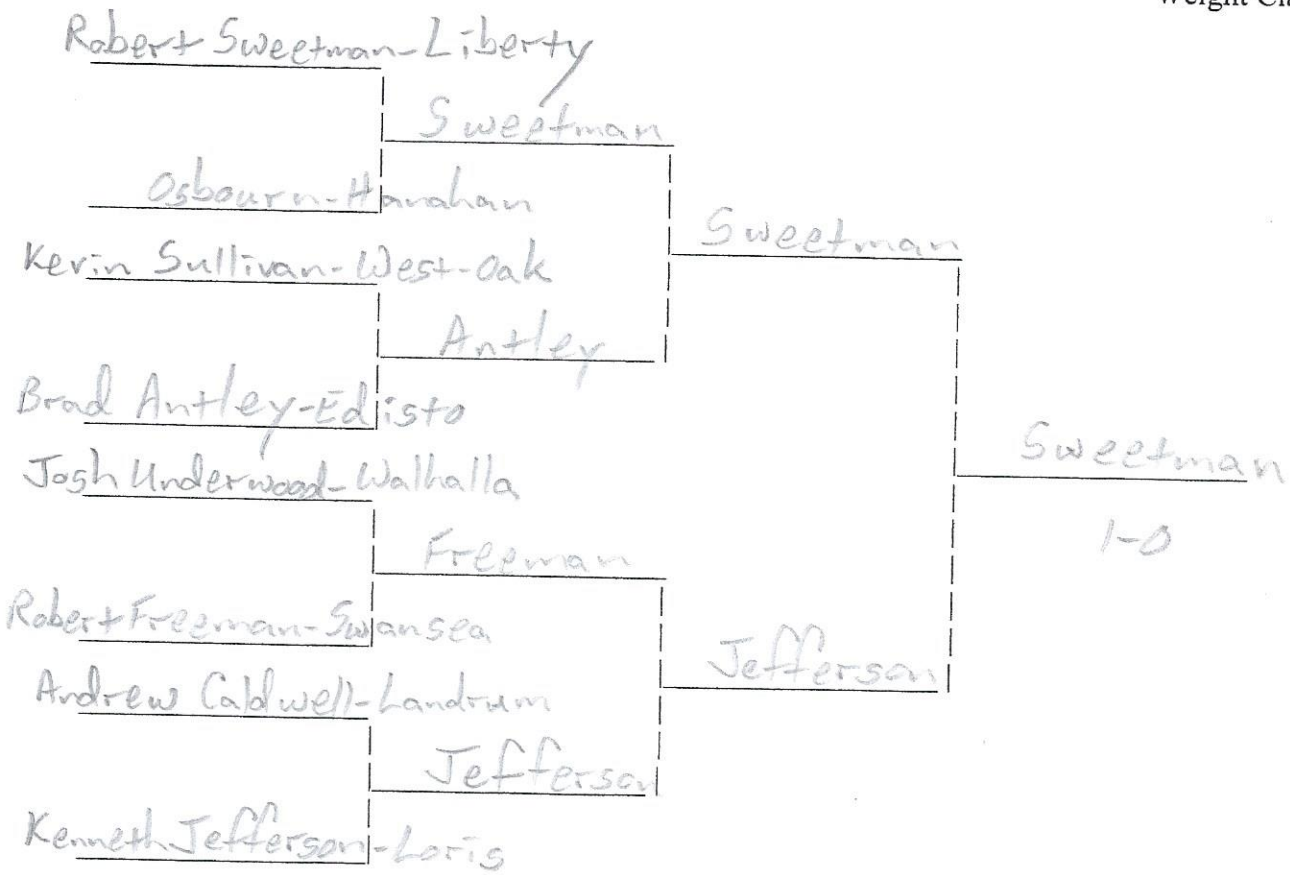 Weight
Robert Sweetman-Liberty
Sweetman
Osbourn-Hanahan
Sweetman
Kevin Sullivan-West-Oak
Antley
Brad Antley-Edisto
Sweetman
1-0
Josh Underwood-Walhalla
Freeman
Robert Freeman-Swansea
Jefferson
Andrew Caldwell-Landrum
Jefferson
Kenneth Jefferson-Loris